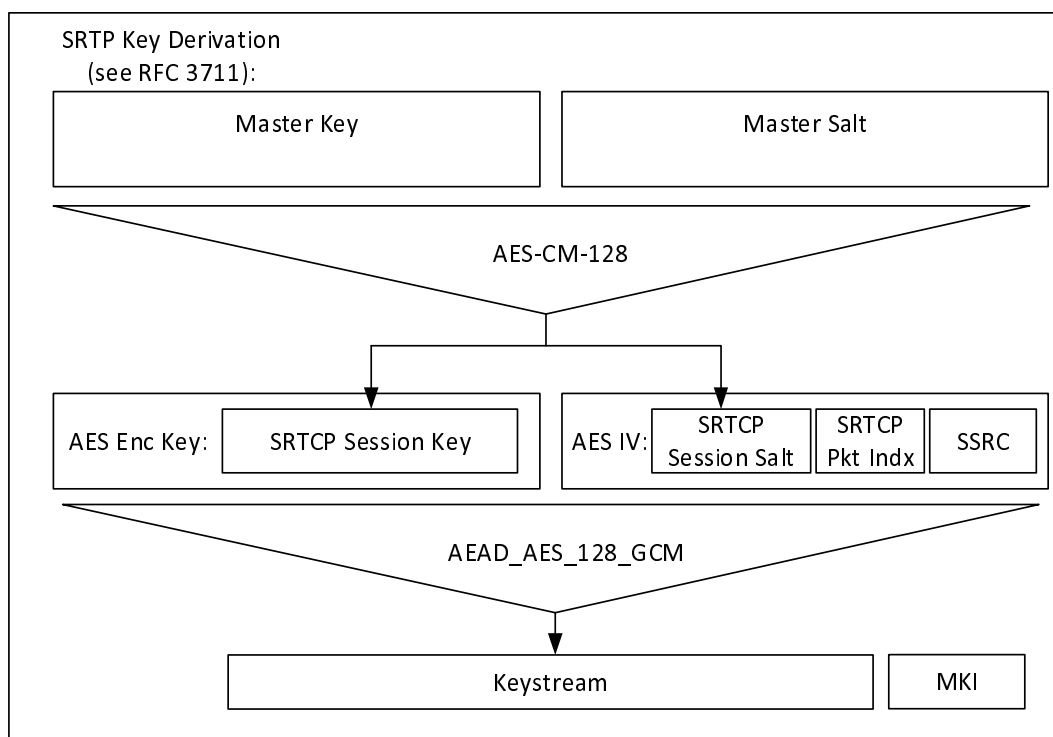 SRTP Key Derivation
(see RFC 3711):
Master Key
Master Salt
AES-CM-128
AES Enc Key:
SRTCP Session Key
AES IV:
SRTCP
Session Salt
SRTCP
Pkt Indx
SSRC
AEAD_AES_128_GCM
Keystream
MKI